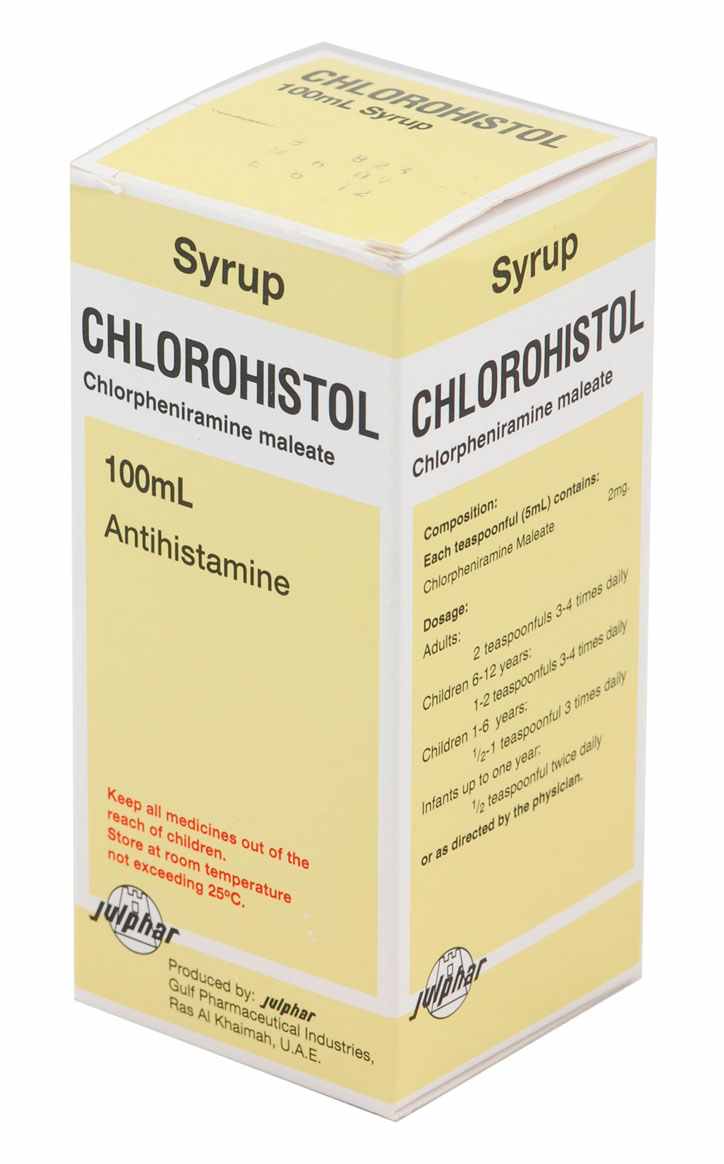 CHLOROHISTOL
100mL Syrup
Syrup
CHLOROHISTOL
Chlorpheniramine maleate
100mL
Antihistamine
Keep all medicines out of the
reach of children.
Store at room temperature
not exceeding 25ºC.
julphar
Produced by: julphar
Gulf Pharmaceutical Industries,
Ras Al Khaimah, U.A.E.
Syrup
CHLOROHISTOL
Chlorpheniramine maleate
Composition:
Each teaspoonful (5mL) contains:
Chlorpheniramine Maleate 2mg.
Dosage:
Adults:
2 teaspoonfuls 3-4 times daily
Children 6-12 years:
1-2 teaspoonfuls 3-4 times daily
Children 1-6 years:
1/2-1 teaspoonful 3 times daily
Infants up to one year:
1/2 teaspoonful twice daily
or as directed by the physician.
julphar